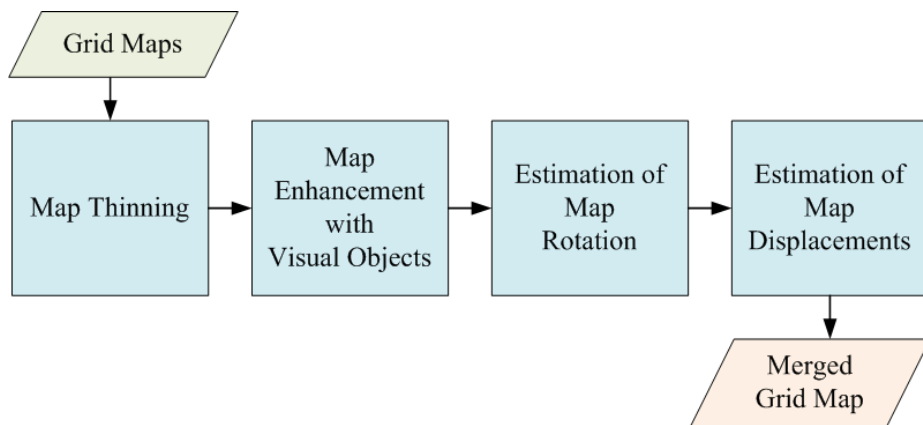 Grid Maps
Map Thinning
Map
Enhancement
with
Visual Objects
Estimation of
Map
Rotation
Estimation of
Map
Displacements
Merged
Grid Map